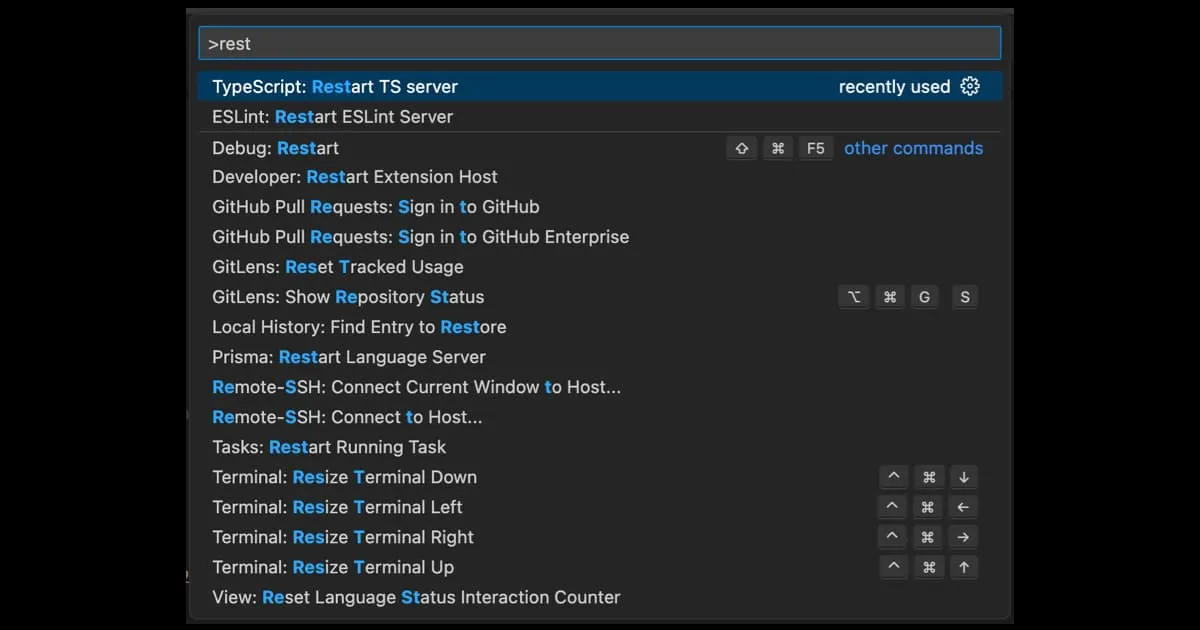 >rest
TypeScript: Restart TS server recently used
ESLint: Restart ESLint Server
Debug: Restart ⇧ ⌘ F5 other commands
Developer: Restart Extension Host
GitHub Pull Requests: Sign in to GitHub
GitHub Pull Requests: Sign in to GitHub Enterprise
GitLens: Reset Tracked Usage
GitLens: Show Repository Status ⌥ ⌘ G S
Local History: Find Entry to Restore
Prisma: Restart Language Server
Remote-SSH: Connect Current Window to Host...
Remote-SSH: Connect to Host...
Tasks: Restart Running Task
Terminal: Resize Terminal Down ^ ⌘ ↓
Terminal: Resize Terminal Left ^ ⌘ ←
Terminal: Resize Terminal Right ^ ⌘ →
Terminal: Resize Terminal Up ^ ⌘ ↑
View: Reset Language Status Interaction Counter